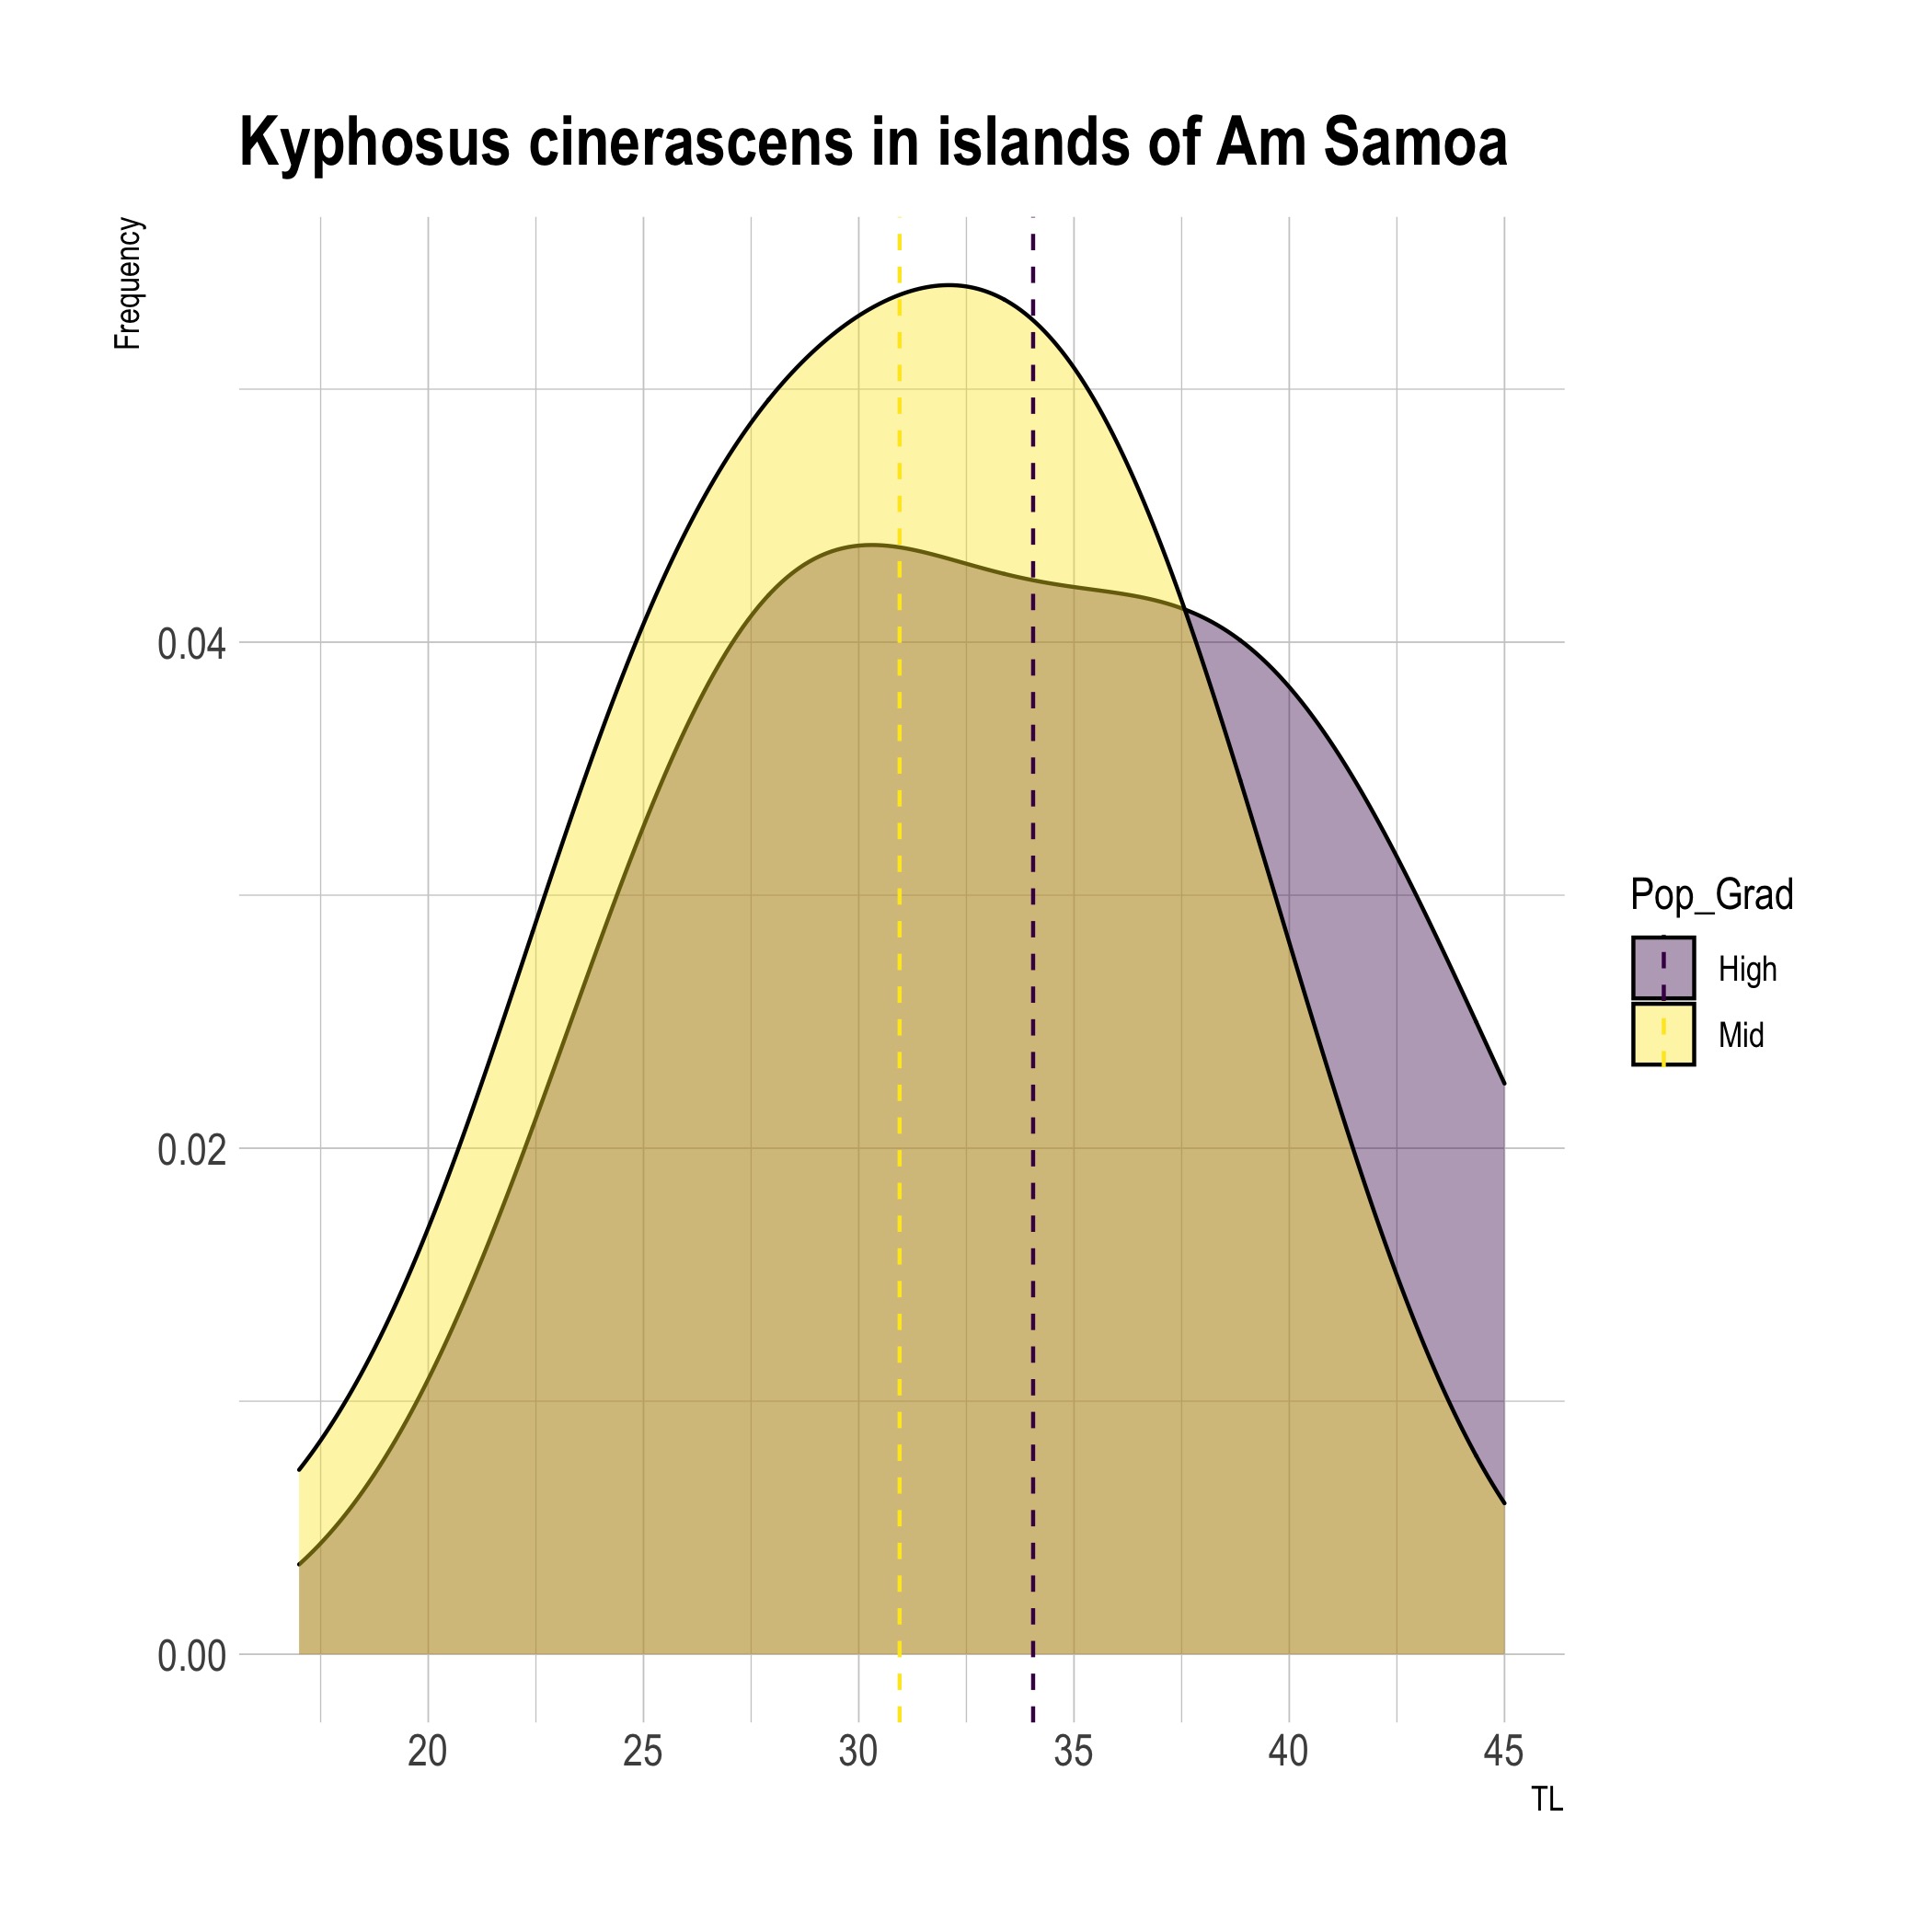 Kyphosus cinerascens in islands of Am Samoa
Frequency
0.04
0.02
0.00
20 25 30 35 40 45
TL
Pop_Grad
High
Mid